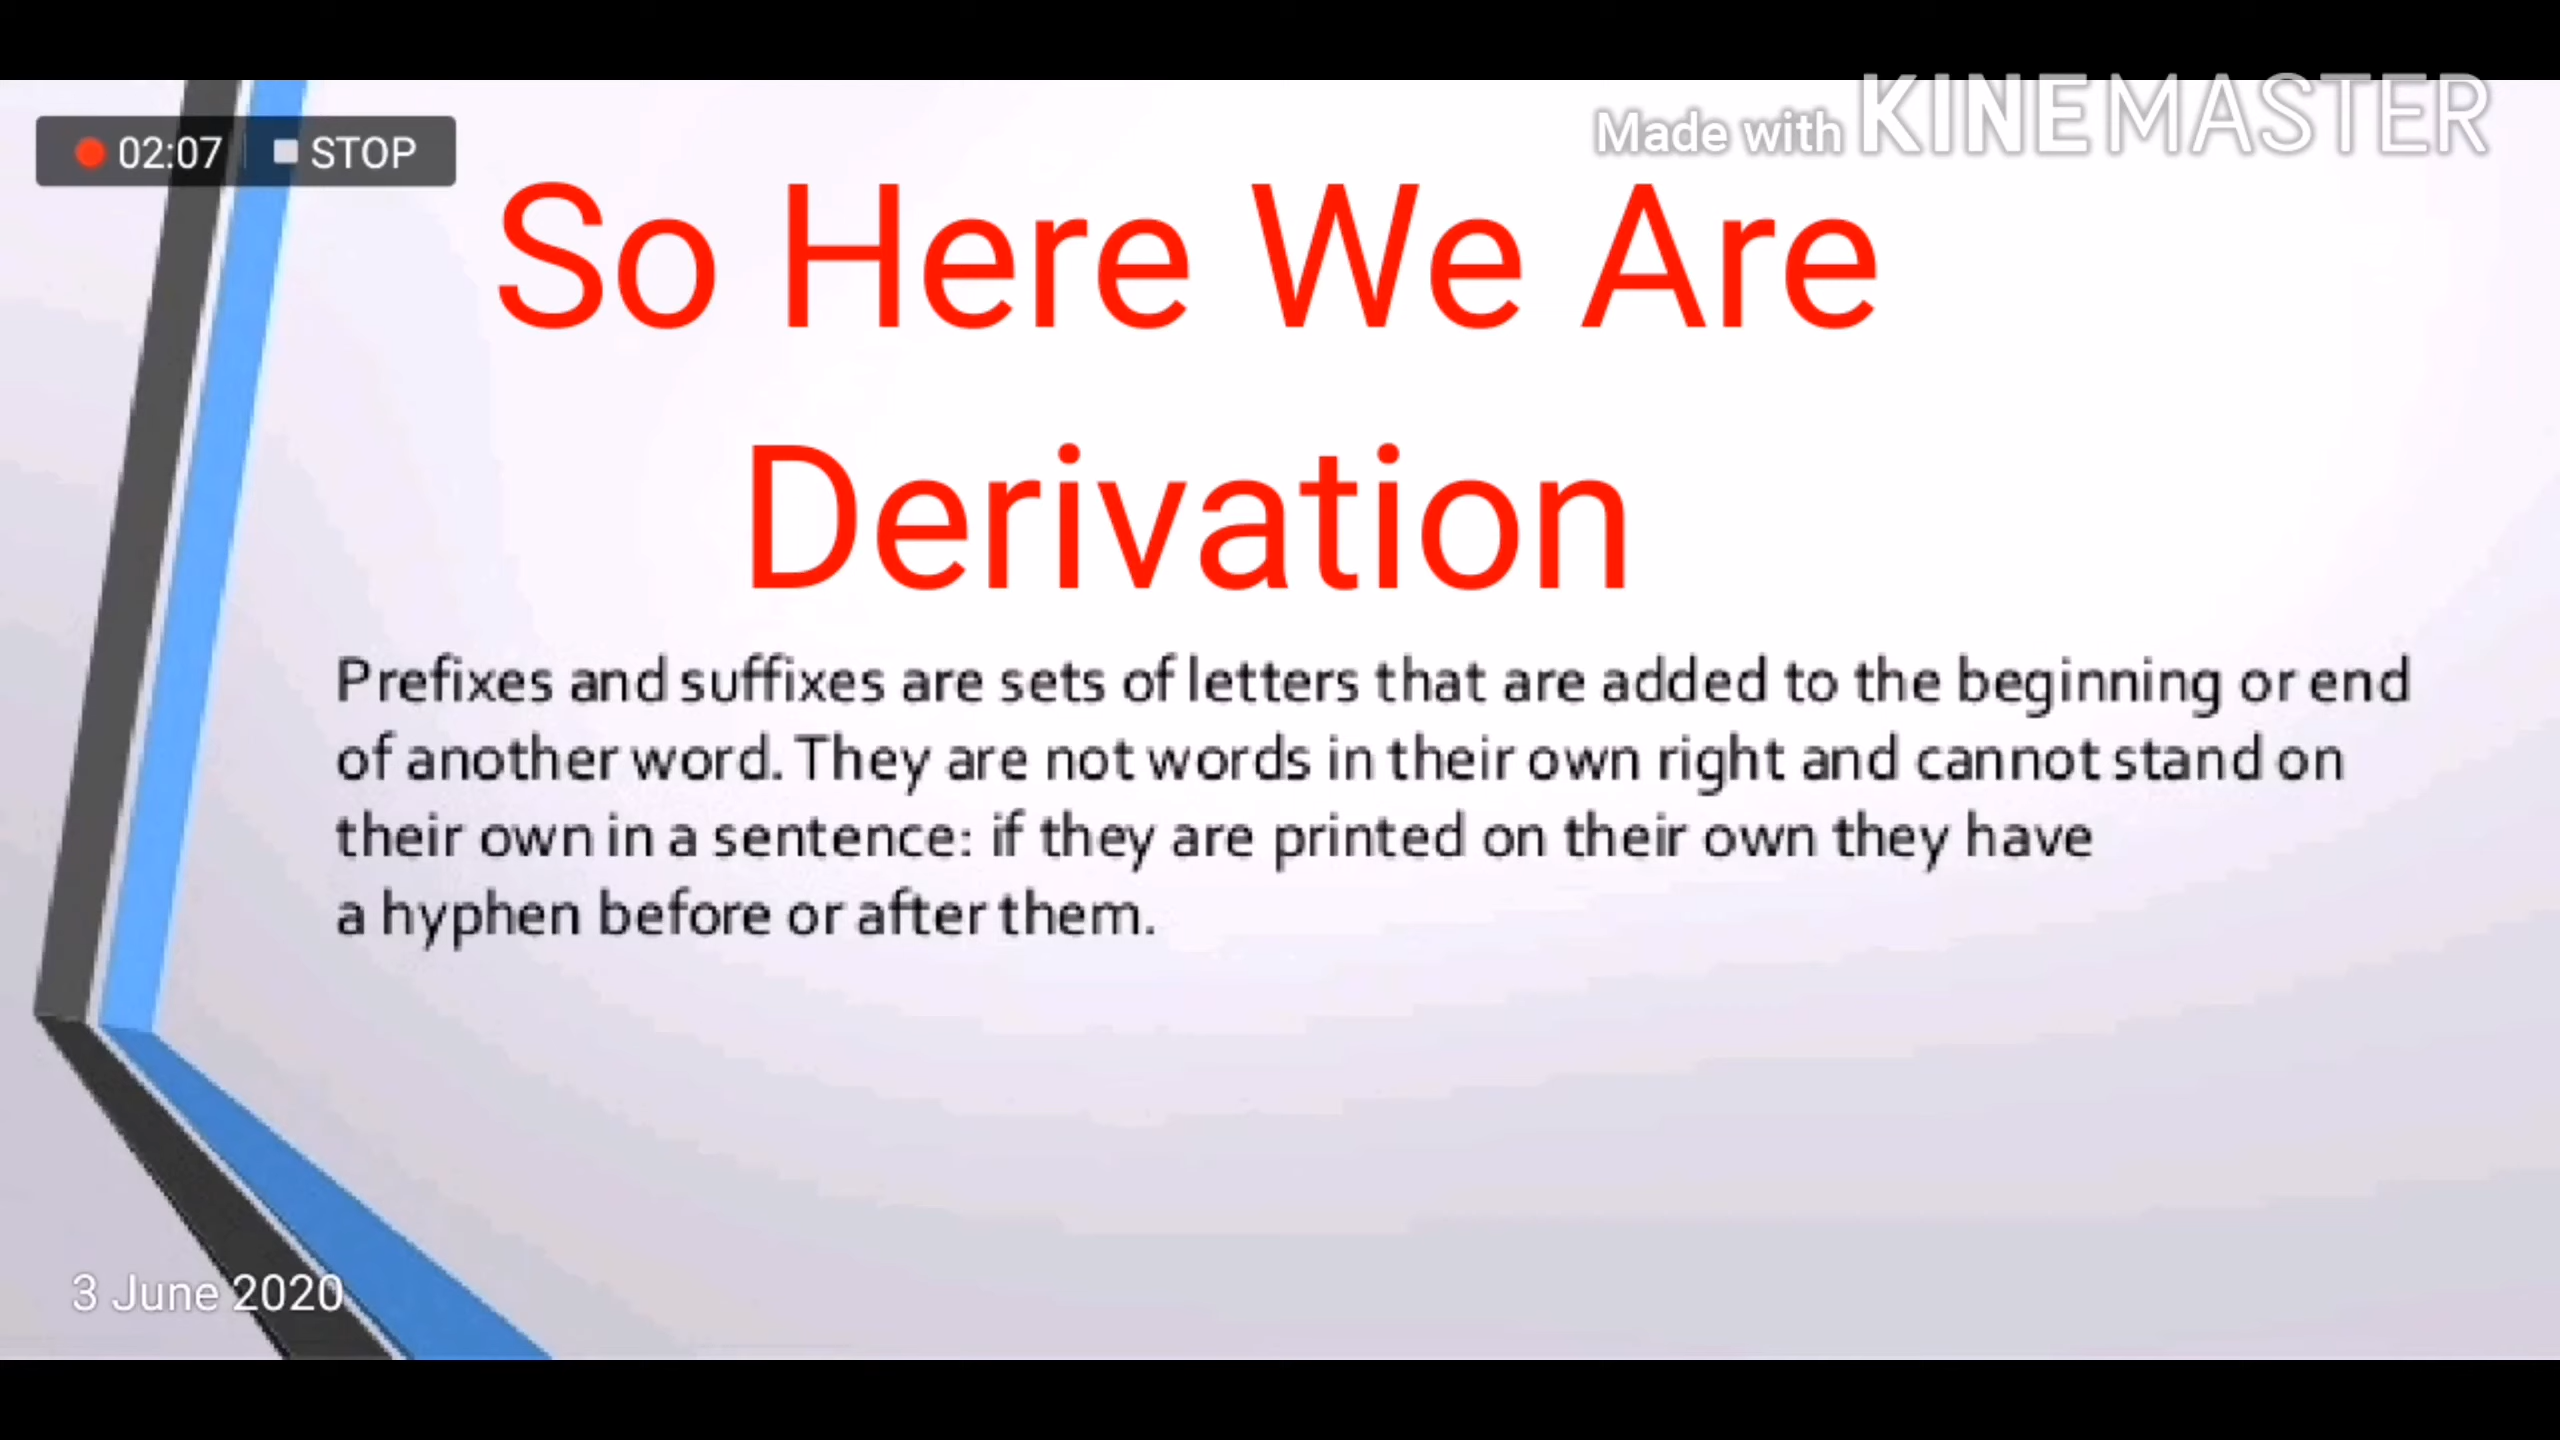 Made with KINEMASTER
02:07 STOP
So Here We Are
Derivation
Prefixes and suffixes are sets of letters that are added to the beginning or end
of another word. They are not words in their own right and cannot stand on
their own in a sentence: if they are printed on their own they have
a hyphen before or after them.
3 June 2020